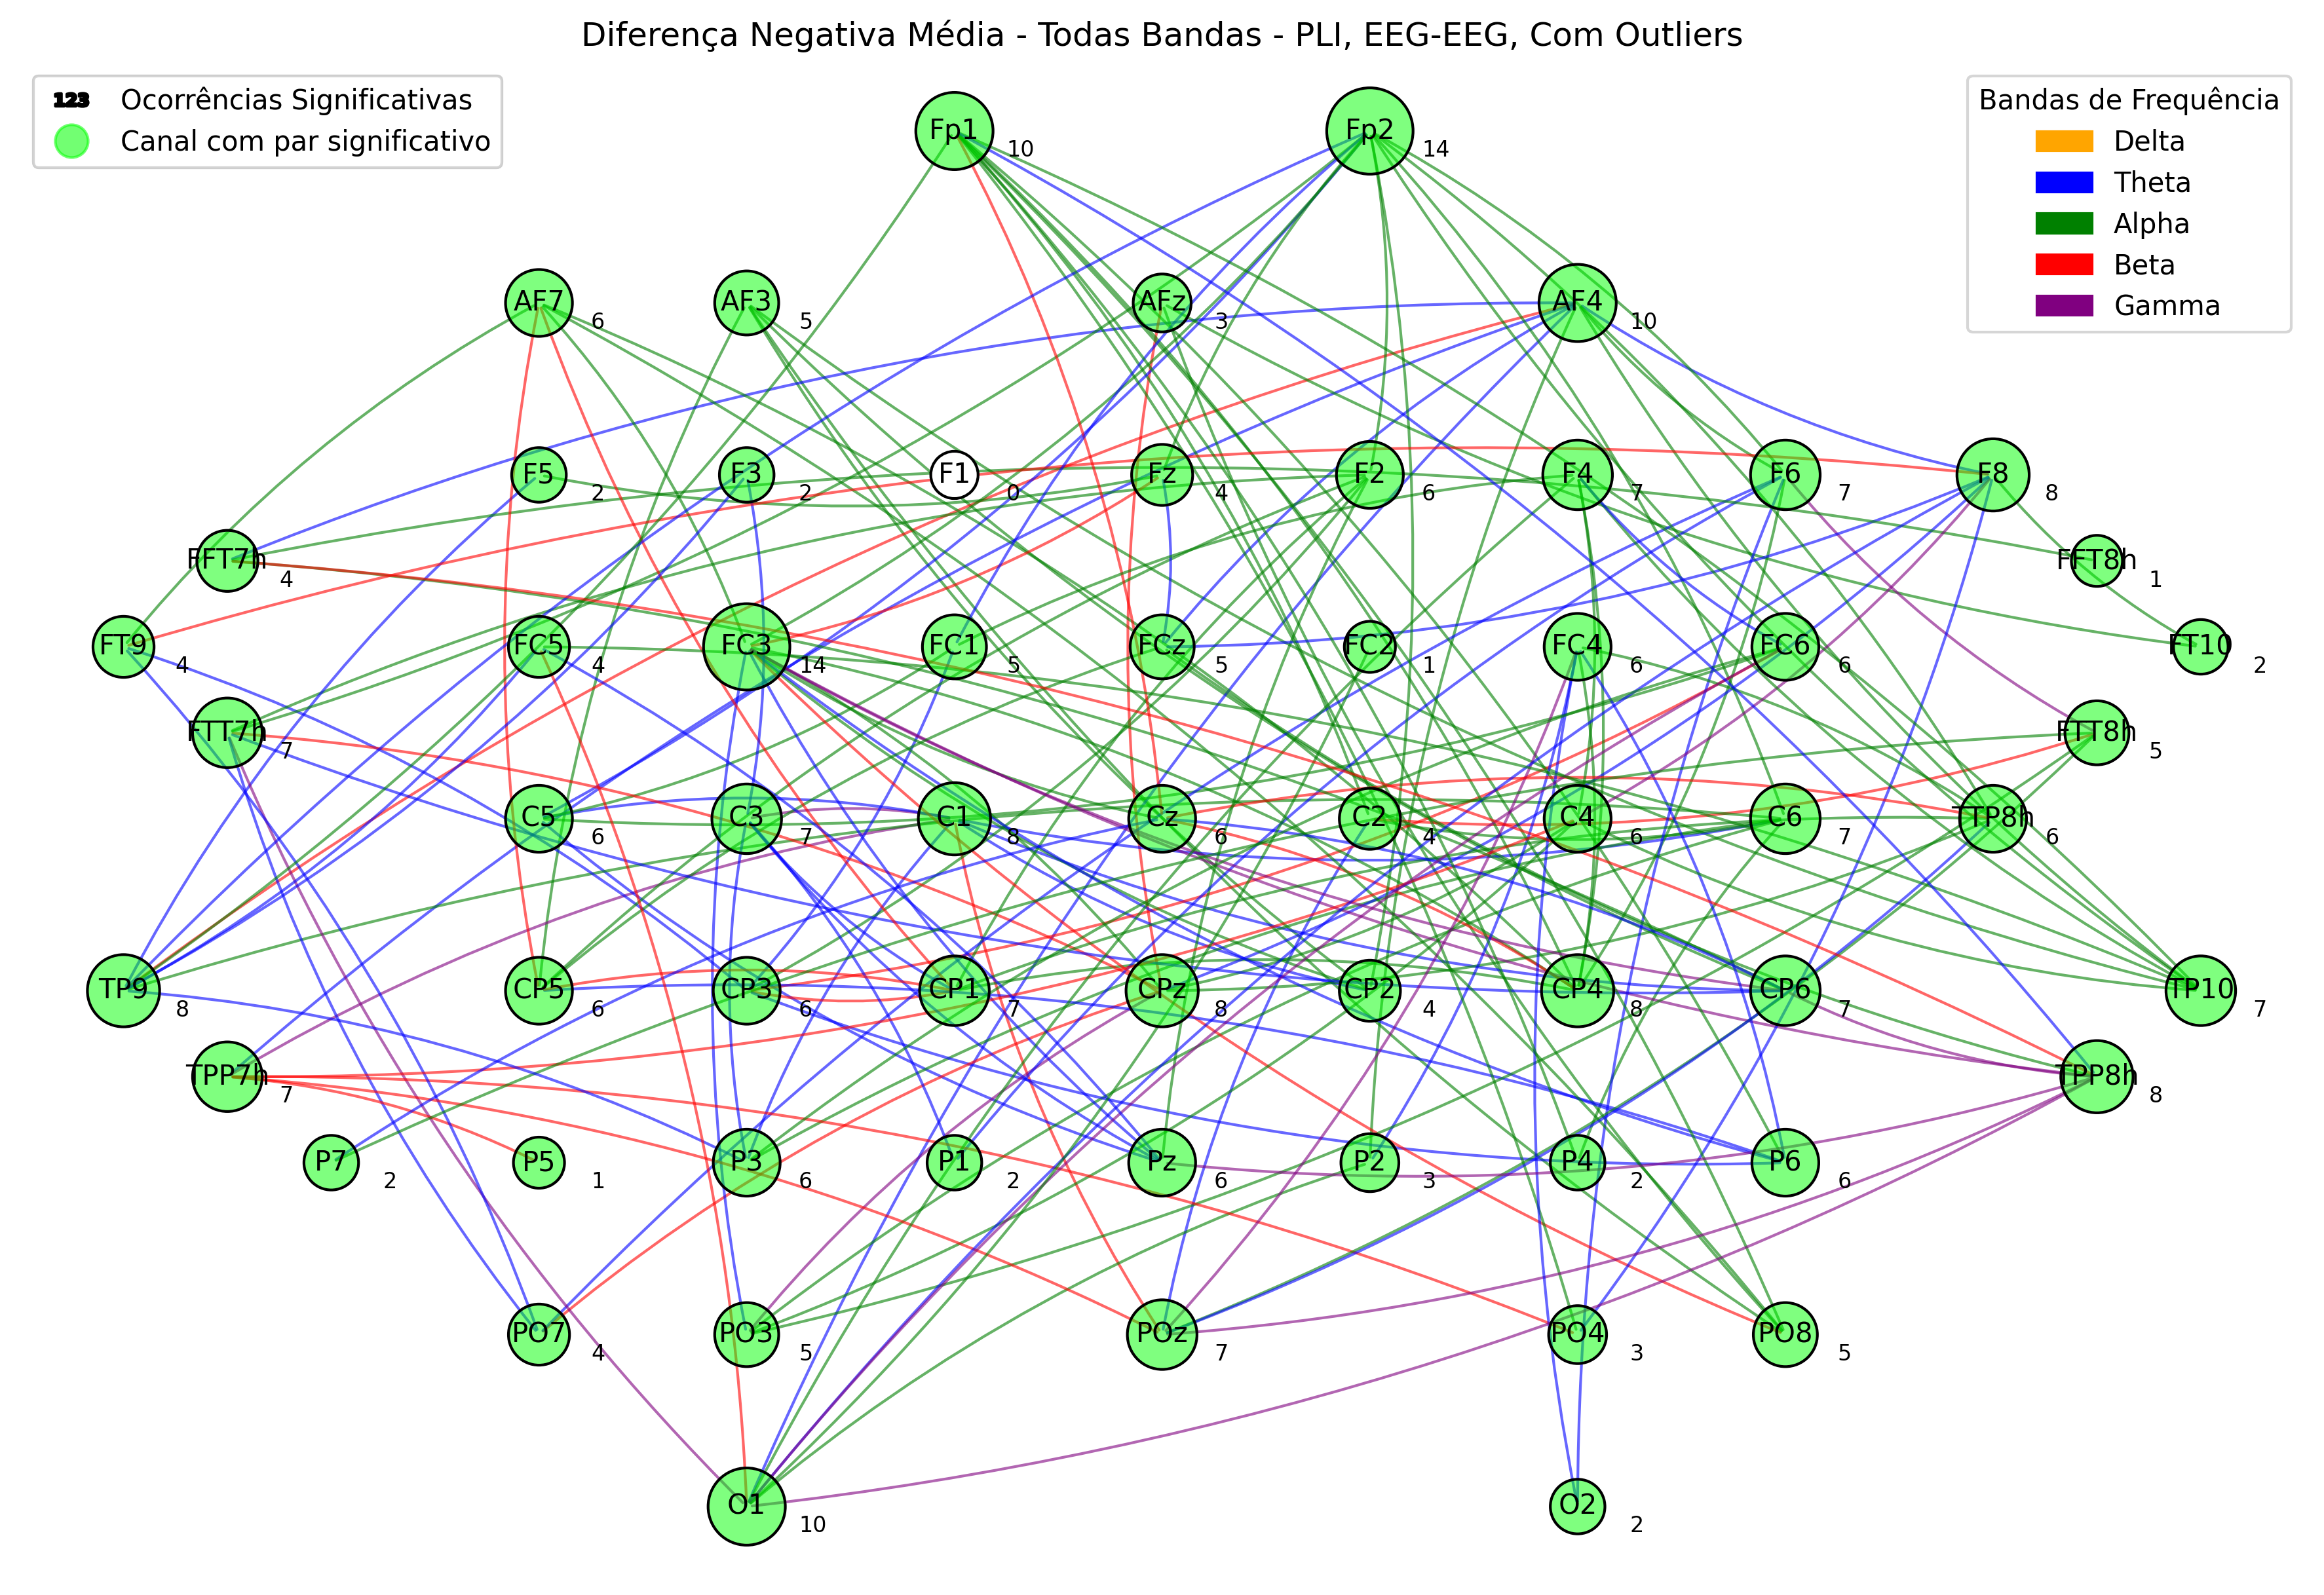 Diferença Negativa Média - Todas Bandas - PLI, EEG-EEG, Com Outliers
123 Ocorrências Significativas
Canal com par significativo
Bandas de Frequência
Delta
Theta
Alpha
Beta
Gamma
Fp1 10
Fp2 14
AF7 6
AF3 5
AFz 3
AF4 10
F5 2
F3 2
F1 0
Fz 4
F2 6
F4 7
F6 7
F8 8
FFT7h 4
FFT8h 1
FT9 4
FC5 4
FC3 14
FC1 5
FCz 5
FC2 1
FC4 6
FC6 6
FT10 2
FTT7h 7
FTT8h 5
C5 6
C3 7
C1 8
Cz 6
C2 4
C4 6
C6 7
TTP8h 6
TP9 8
CP5 6
CP3 6
CP1 7
CPz 8
CP2 4
CP4 8
CP6 7
TP10 7
TPP7h 7
TPP8h 8
P7 2
P5 1
P3 6
P1 2
Pz 6
P2 3
P4 2
P6 6
PO7 4
PO3 5
POz 7
PO4 3
PO8 5
O1 10
O2 2